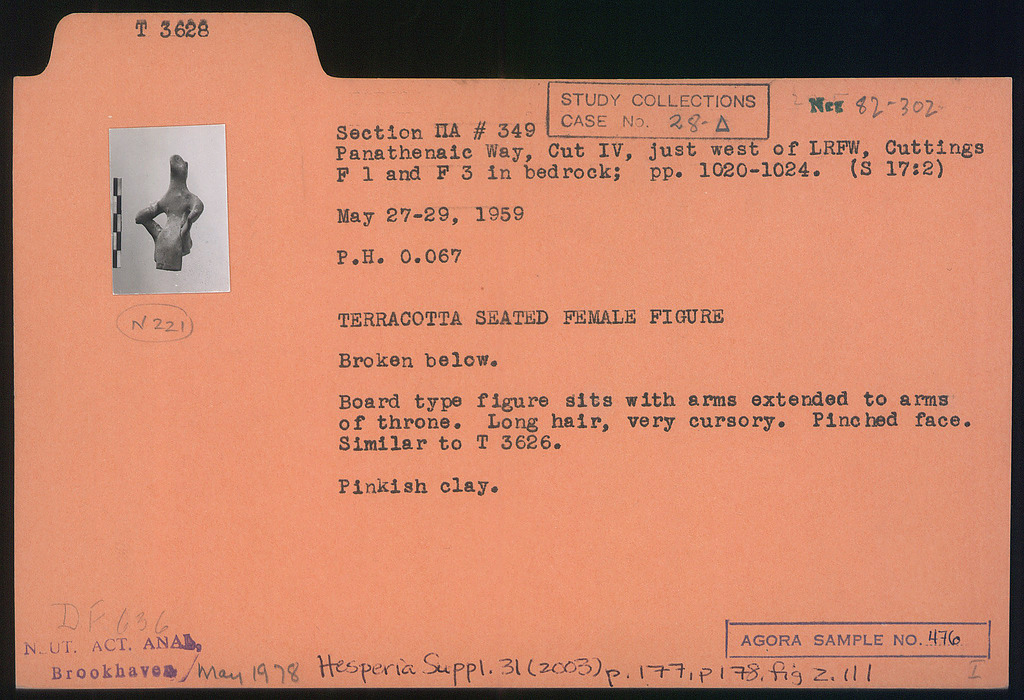 T 3628
STUDY COLLECTIONS
CASE No. 28-Δ
Neg 82-302
Section ΠΑ # 349
Panathenaic Way, Cut IV, just west of LRFW, Cuttings
F 1 and F 3 in bedrock; pp. 1020-1024. (S 17:2)
May 27-29, 1959
P.H. 0.067
N 221
TERRACOTTA SEATED FEMALE FIGURE
Broken below.
Board type figure sits with arms extended to arms
of throne. Long hair, very cursory. Pinched face.
Similar to T 3626.
Pinkish clay.
DF 636
N UT. ACT. ANAL.
Brookhaven / May 1978
Hesperia Suppl. 31 (2003) p. 177, p 178, fig 2.111
AGORA SAMPLE NO. 476
I